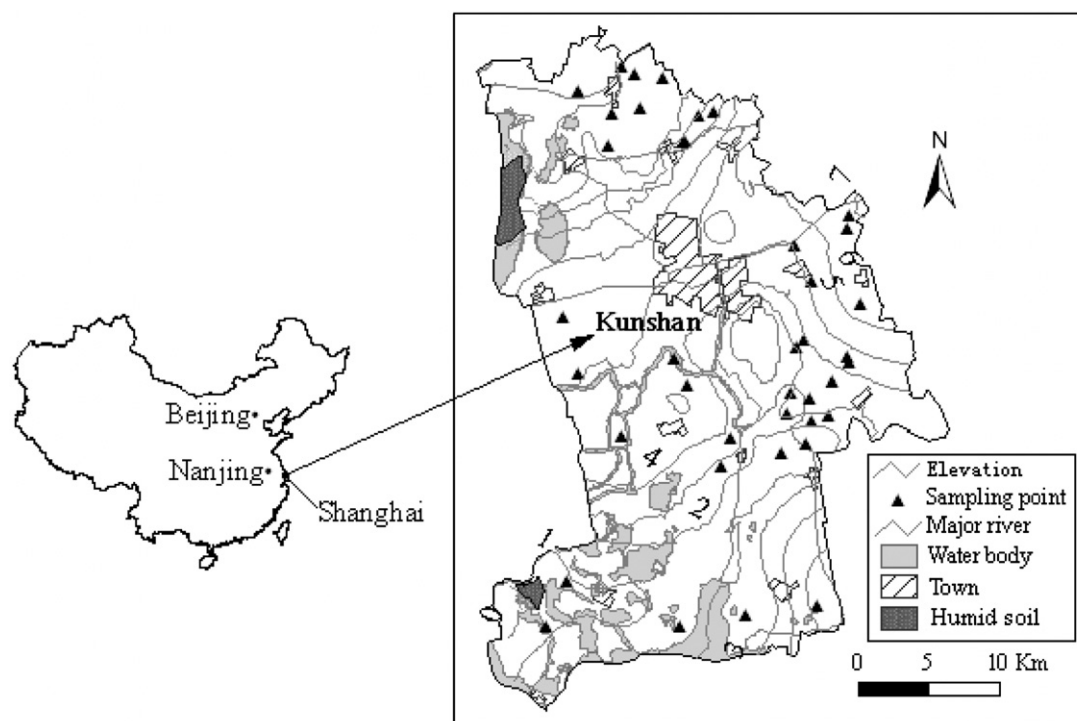 N
7
6
5
Kunshan
Beijing
Nanjing
Shanghai
4
2
1
Elevation
Sampling point
Major river
Water body
Town
Humid soil
0 5 10 Km